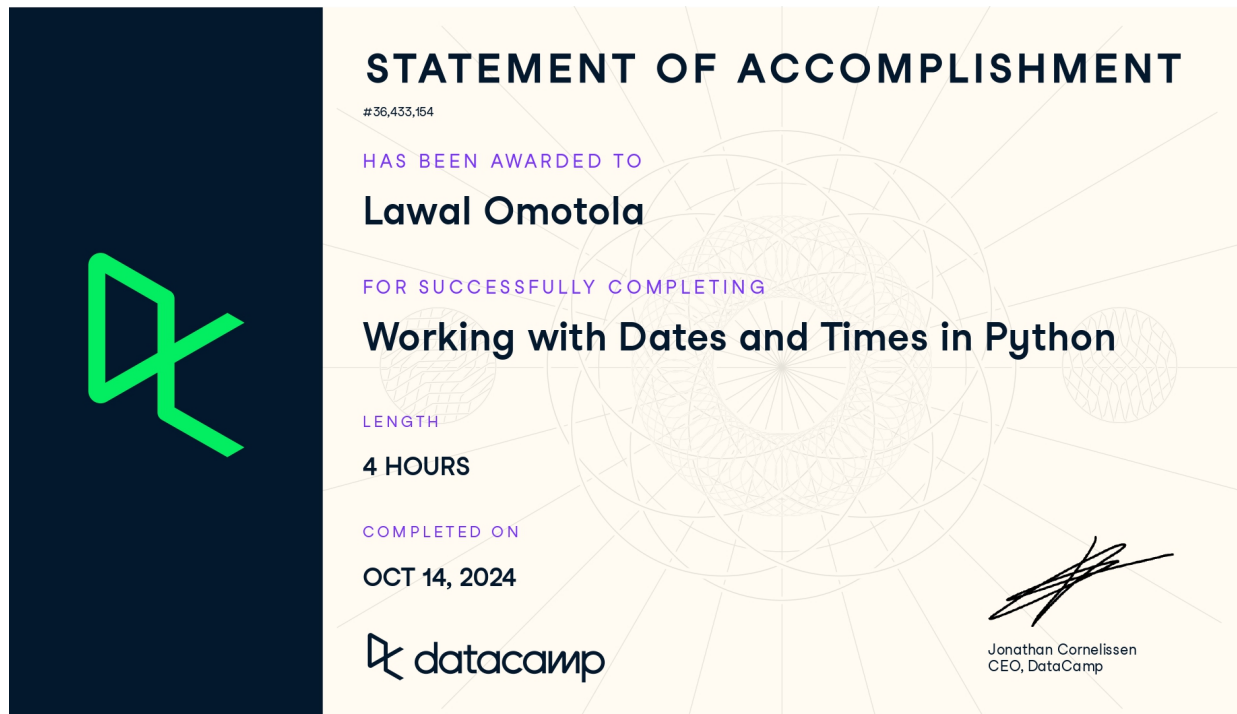 STATEMENT OF ACCOMPLISHMENT
#36,433,154
HAS BEEN AWARDED TO
Lawal Omotola
FOR SUCCESSFULLY COMPLETING
Working with Dates and Times in Python
LENGTH
4 HOURS
COMPLETED ON
OCT 14, 2024
datacamp
Jonathan Cornelissen
CEO, DataCamp